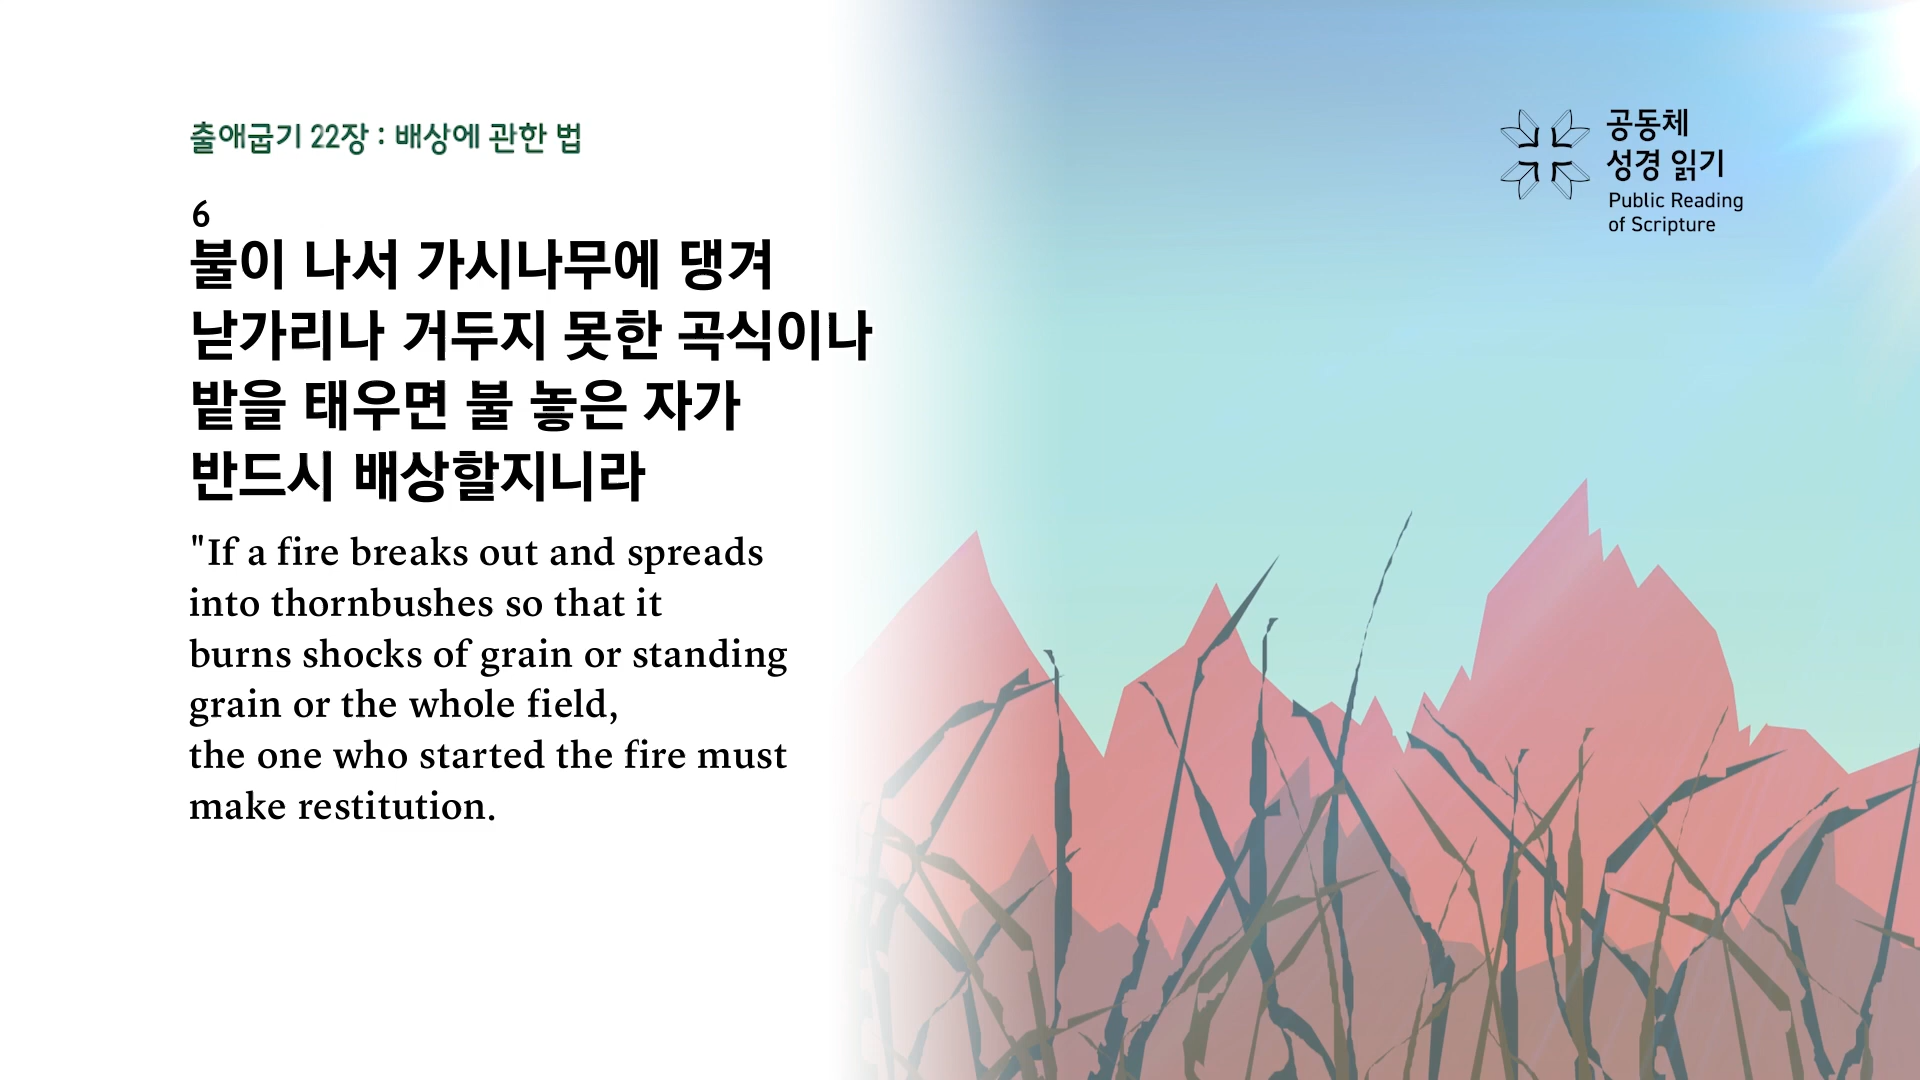 출애굽기 22장 : 배상에 관한 법
6
불이 나서 가시나무에 댕겨
낟가리나 거두지 못한 곡식이나
밭을 태우면 불 놓은 자가
반드시 배상할지니라
"If a fire breaks out and spreads
into thornbushes so that it
burns shocks of grain or standing
grain or the whole field,
the one who started the fire must
make restitution.
공동체
성경 읽기
Public Reading
of Scripture